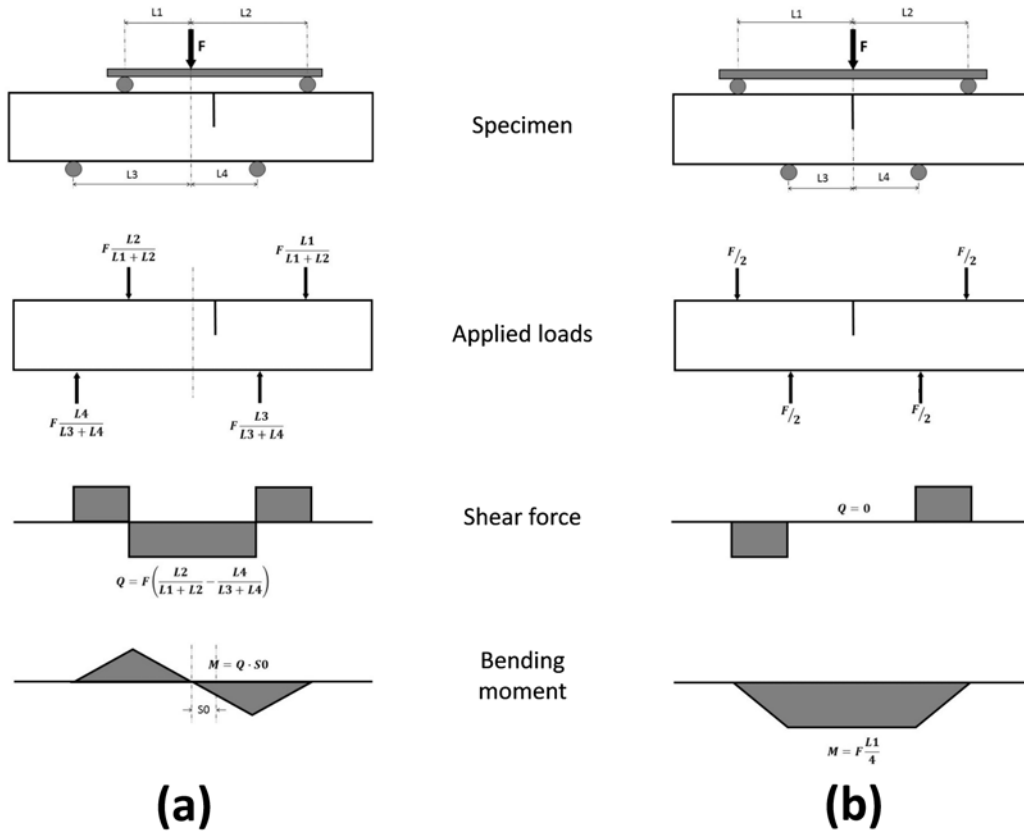 L1 L2
F
L3 L4
Specimen
L1 L2
F
L3 L4
F L2/(L1 + L2) F L1/(L1 + L2)
F L4/(L3 + L4) F L3/(L3 + L4)
Applied loads
F/2 F/2
F/2 F/2
Q = F(L2/(L1 + L2) − L4/(L3 + L4))
Shear force
Q = 0
M = Q · S0
S0
Bending
moment
M = F L1/4
(a) (b)